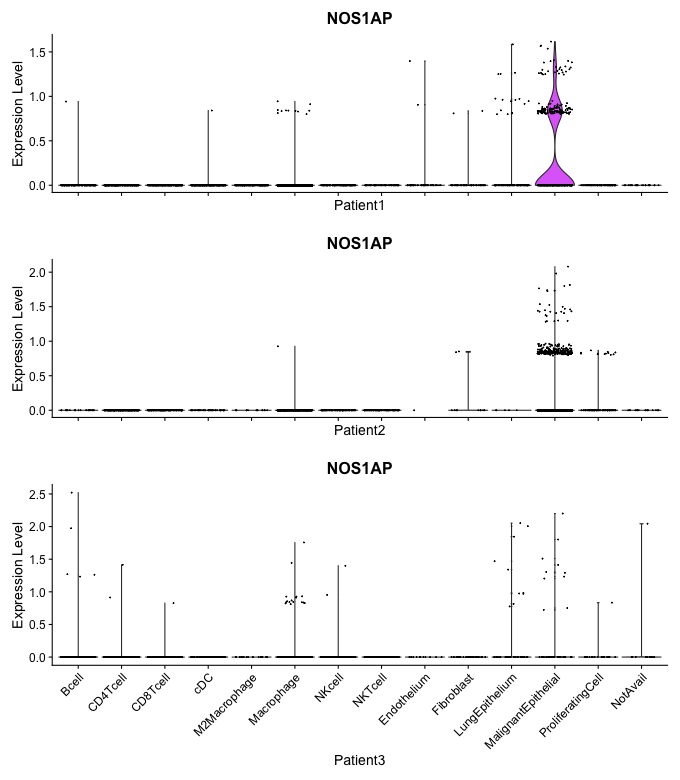 NOS1AP
Expression Level
1.5
1.0
0.5
0.0
Patient1
NOS1AP
Expression Level
2.0
1.5
1.0
0.5
0.0
Patient2
NOS1AP
Expression Level
2.5
2.0
1.5
1.0
0.5
0.0
Bcell
CD4Tcell
CD8Tcell
cDC
M2Macrophage
Macrophage
NKcell
NKTcell
Endothelium
Fibroblast
LungEpithelium
MalignantEpithelial
ProliferatingCell
NotAvail
Patient3